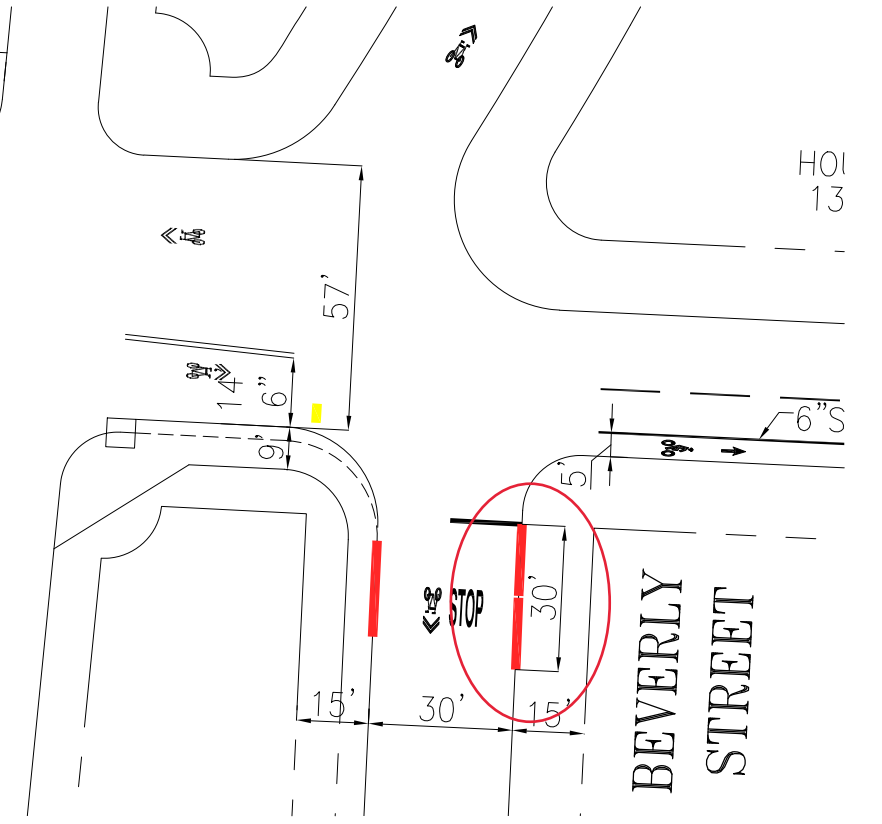 HOU
13
57'
14'
6"
9'
6"S
5'
STOP
30'
15'
30'
15'
BEVERLY
STREET